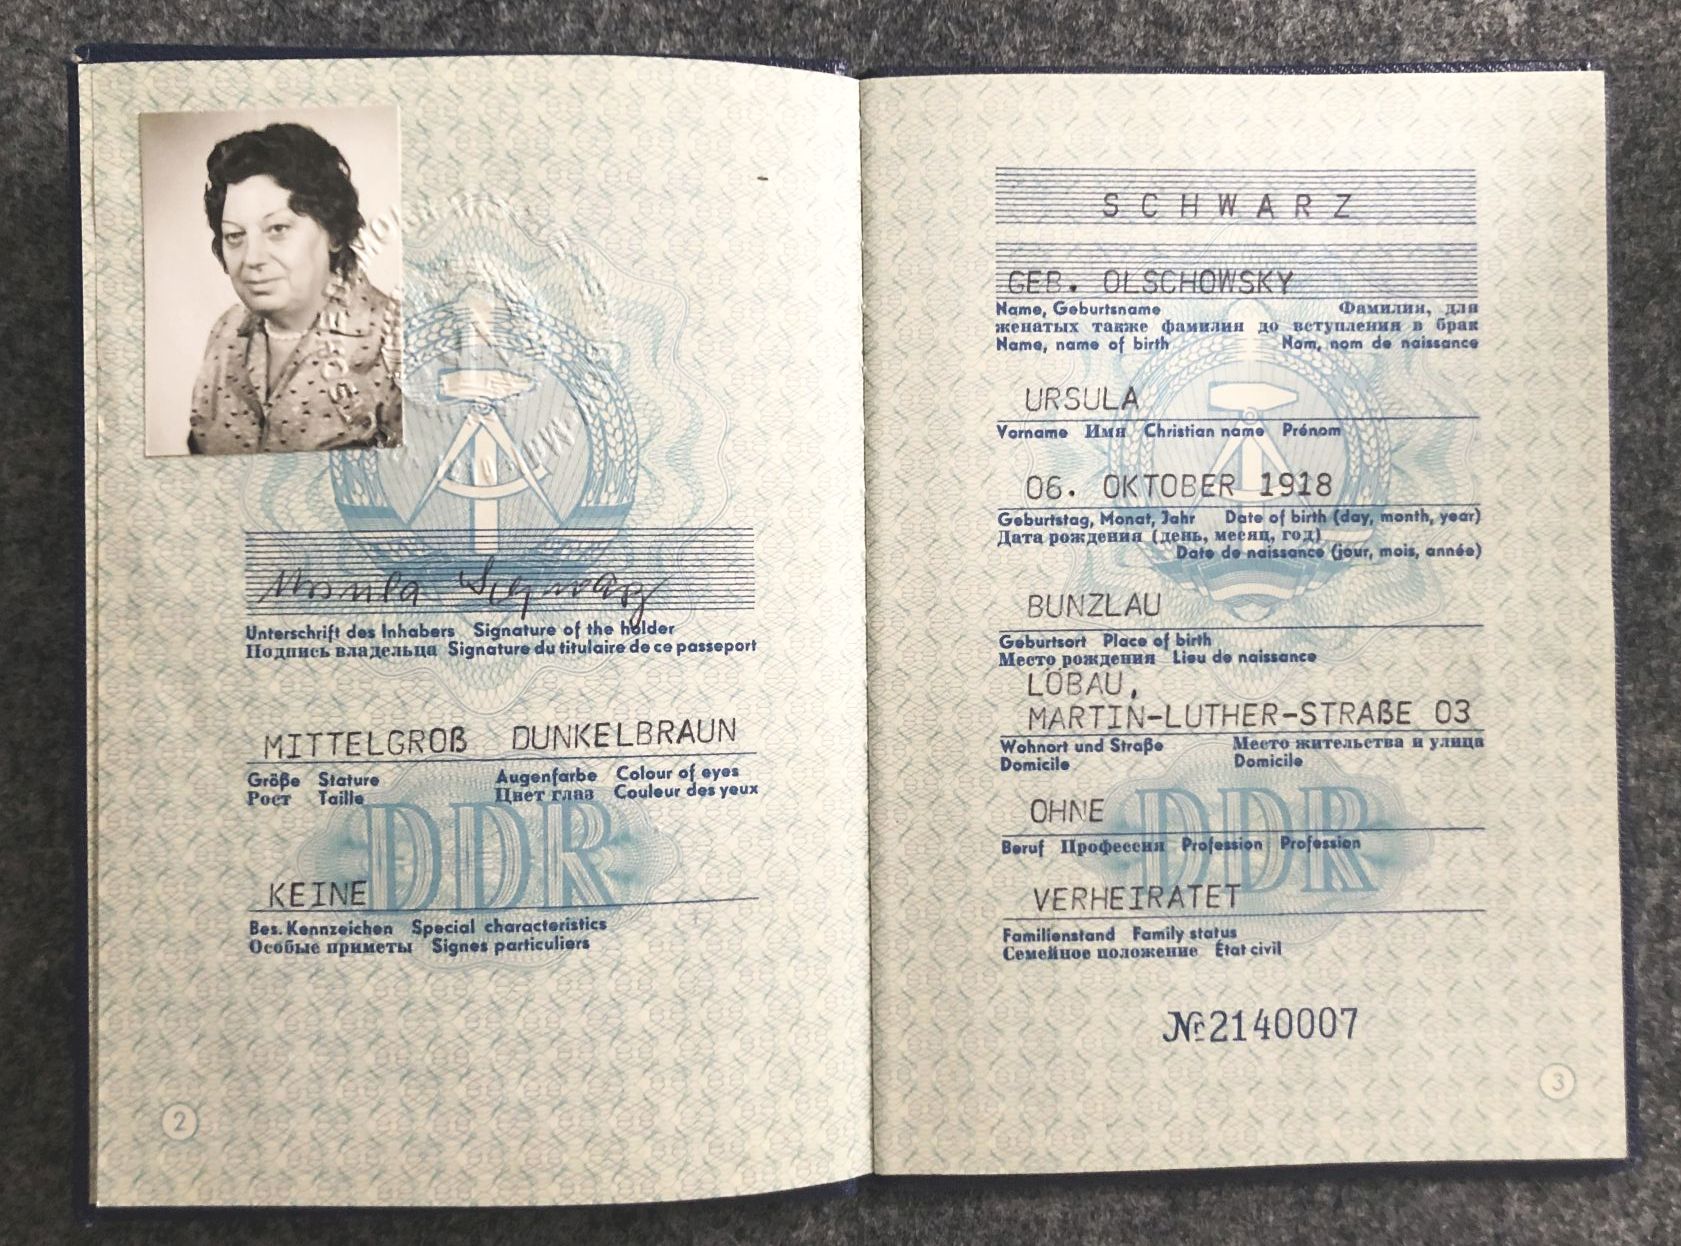 Ursula Schwarz
Unterschrift des Inhabers Signature of the holder
Подпись владельца Signature du titulaire de ce passeport
MITTELGROß DUNKELBRAUN
Größe Stature Augenfarbe Colour of eyes
Рост Taille Цвет глаз Couleur des yeux
DDR
KEINE
Bes. Kennzeichen Special characteristics
Особые приметы Signes particuliers
2
SCHWARZ
GEB. OLSCHOWSKY
Name, Geburtsname Фамилии, для
женатых также фамилии до вступления в брак
Name, name of birth Nom, nom de naissance
URSULA
Vorname Имя Christian name Prénom
06. OKTOBER 1918
Geburtstag, Monat, Jahr Date of birth (day, month, year)
Дата рождения (день, месяц, год)
Date de naissance (jour, mois, année)
BUNZLAU
Geburtsort Place of birth
Место рождения Lieu de naissance
LÖBAU,
MARTIN-LUTHER-STRAßE 03
Wohnort und Straße Место жительства и улица
Domicile Domicile
OHNE
DDR
Beruf Профессия Profession Profession
VERHEIRATET
Familienstand Family status
Семейное положение État civil
№2140007
3